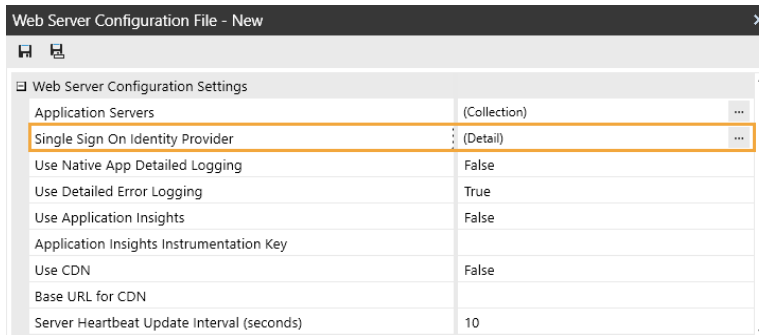 Web Server Configuration File - New
Web Server Configuration Settings
Application Servers (Collection) ...
Single Sign On Identity Provider (Detail) ...
Use Native App Detailed Logging False
Use Detailed Error Logging True
Use Application Insights False
Application Insights Instrumentation Key
Use CDN False
Base URL for CDN
Server Heartbeat Update Interval (seconds) 10